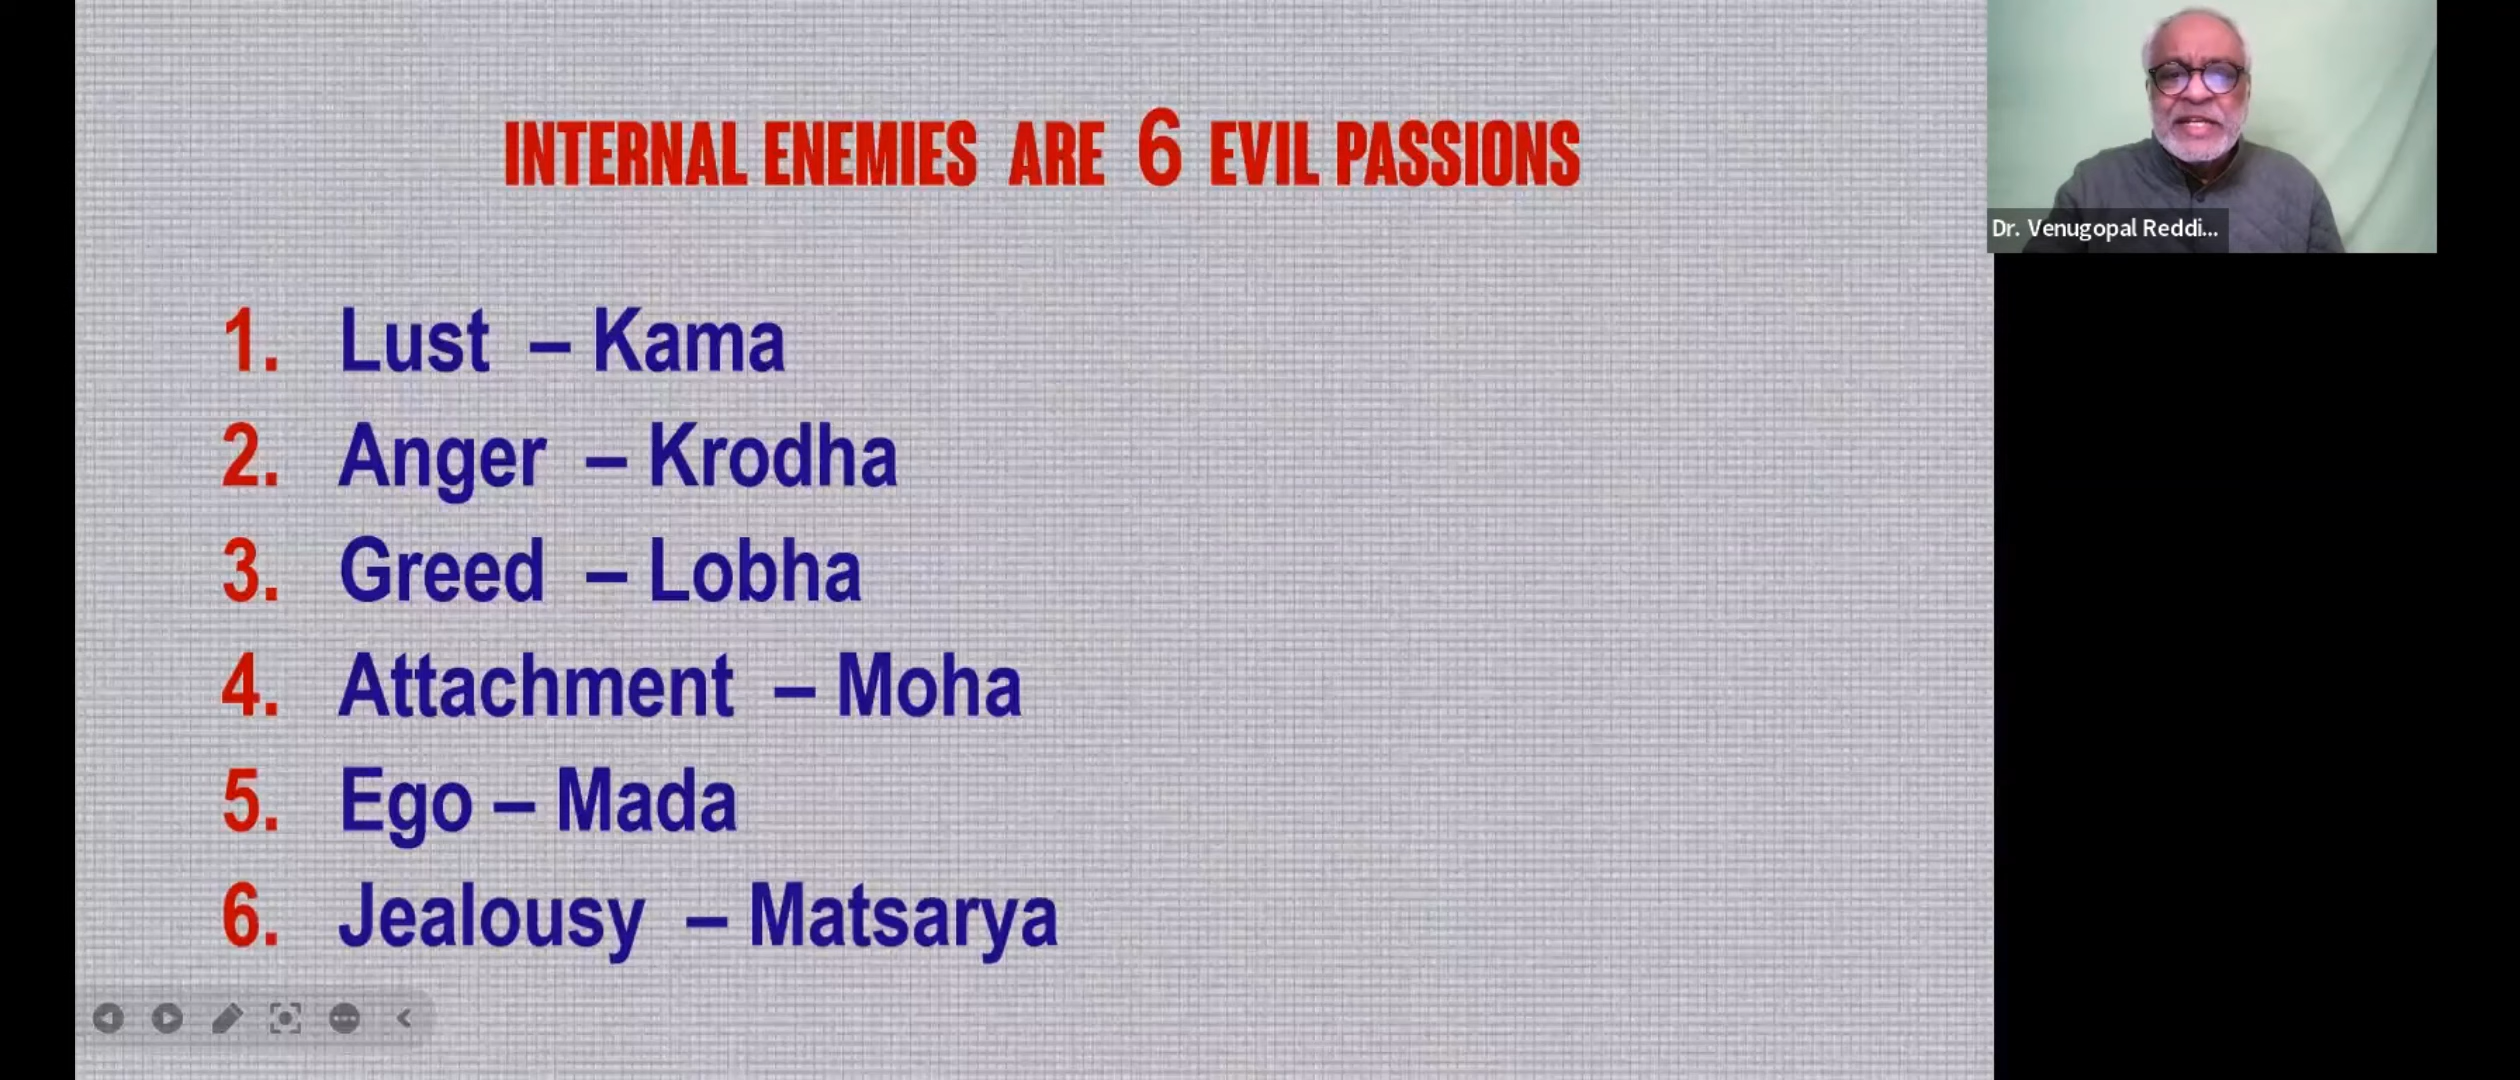 INTERNAL ENEMIES ARE 6 EVIL PASSIONS
1. Lust – Kama
2. Anger – Krodha
3. Greed – Lobha
4. Attachment – Moha
5. Ego – Mada
6. Jealousy – Matsarya
Dr. Venugopal Reddi...